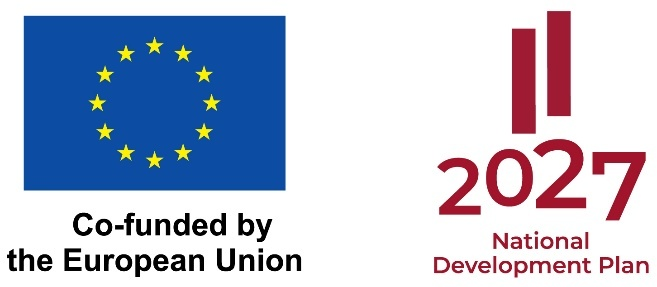 Co-funded by
the European Union
2027
National
Development Plan